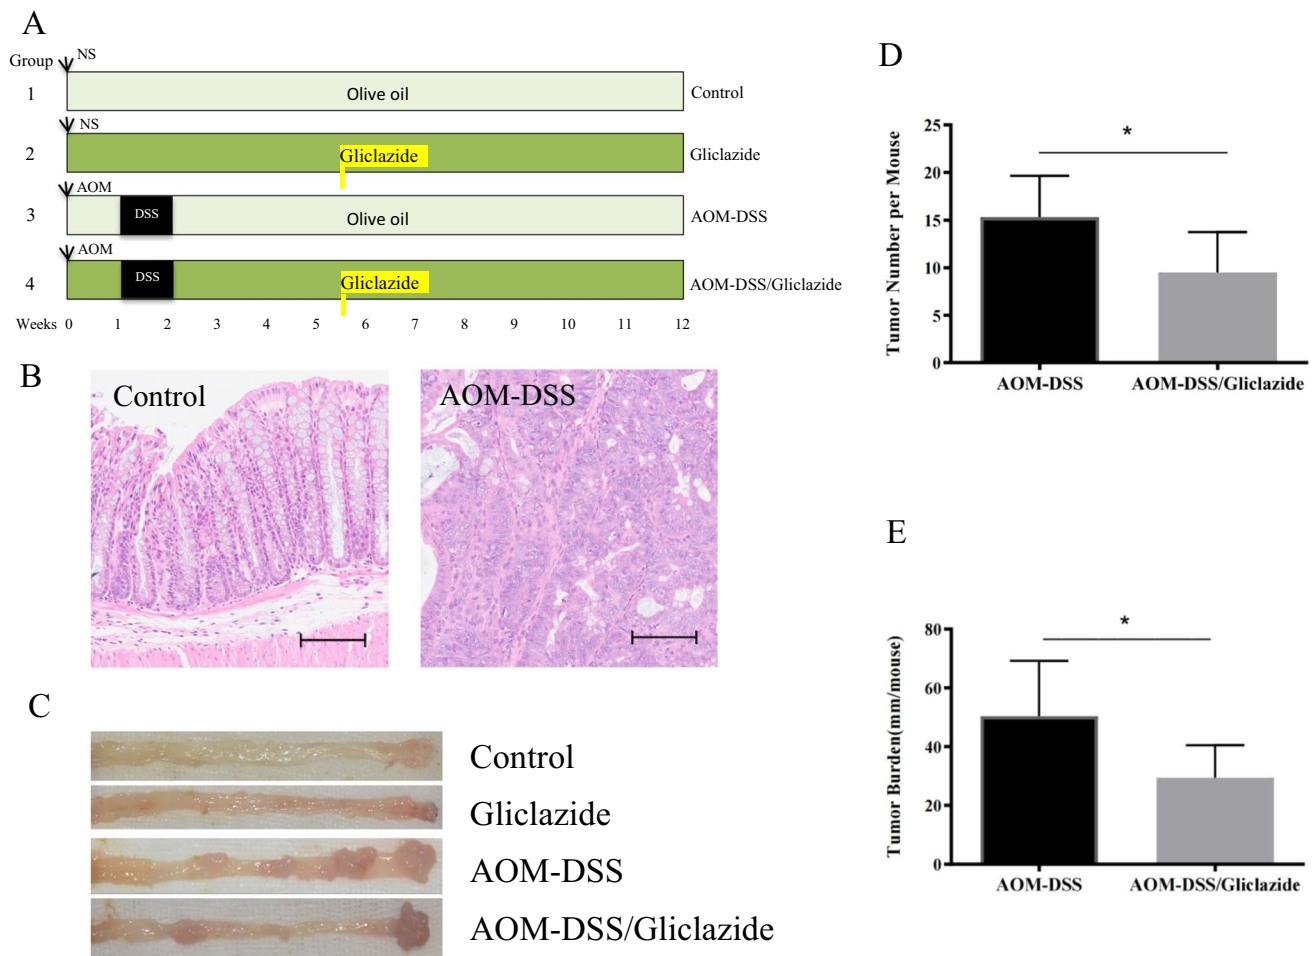 A
Group
NS
1
Olive oil
Control
NS
2
Gliclazide
Gliclazide
AOM
3
DSS
Olive oil
AOM-DSS
AOM
4
DSS
Gliclazide
AOM-DSS/Gliclazide
Weeks 0 1 2 3 4 5 6 7 8 9 10 11 12
B
Control
AOM-DSS
C
Control
Gliclazide
AOM-DSS
AOM-DSS/Gliclazide
D
Tumor Number per Mouse
25
20
15
10
5
0
*
AOM-DSS
AOM-DSS/Gliclazide
E
Tumor Burden(mm/mouse)
80
60
40
20
0
*
AOM-DSS
AOM-DSS/Gliclazide